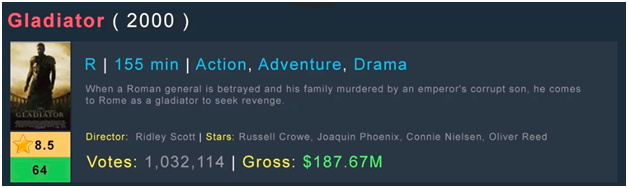 Gladiator ( 2000 )
R | 155 min | Action, Adventure, Drama
When a Roman general is betrayed and his family murdered by an emperor's corrupt son, he comes
to Rome as a gladiator to seek revenge.
GLADIATOR
Director: Ridley Scott | Stars: Russell Crowe, Joaquin Phoenix, Connie Nielsen, Oliver Reed
8.5
Votes: 1,032,114 | Gross: $187.67M
64